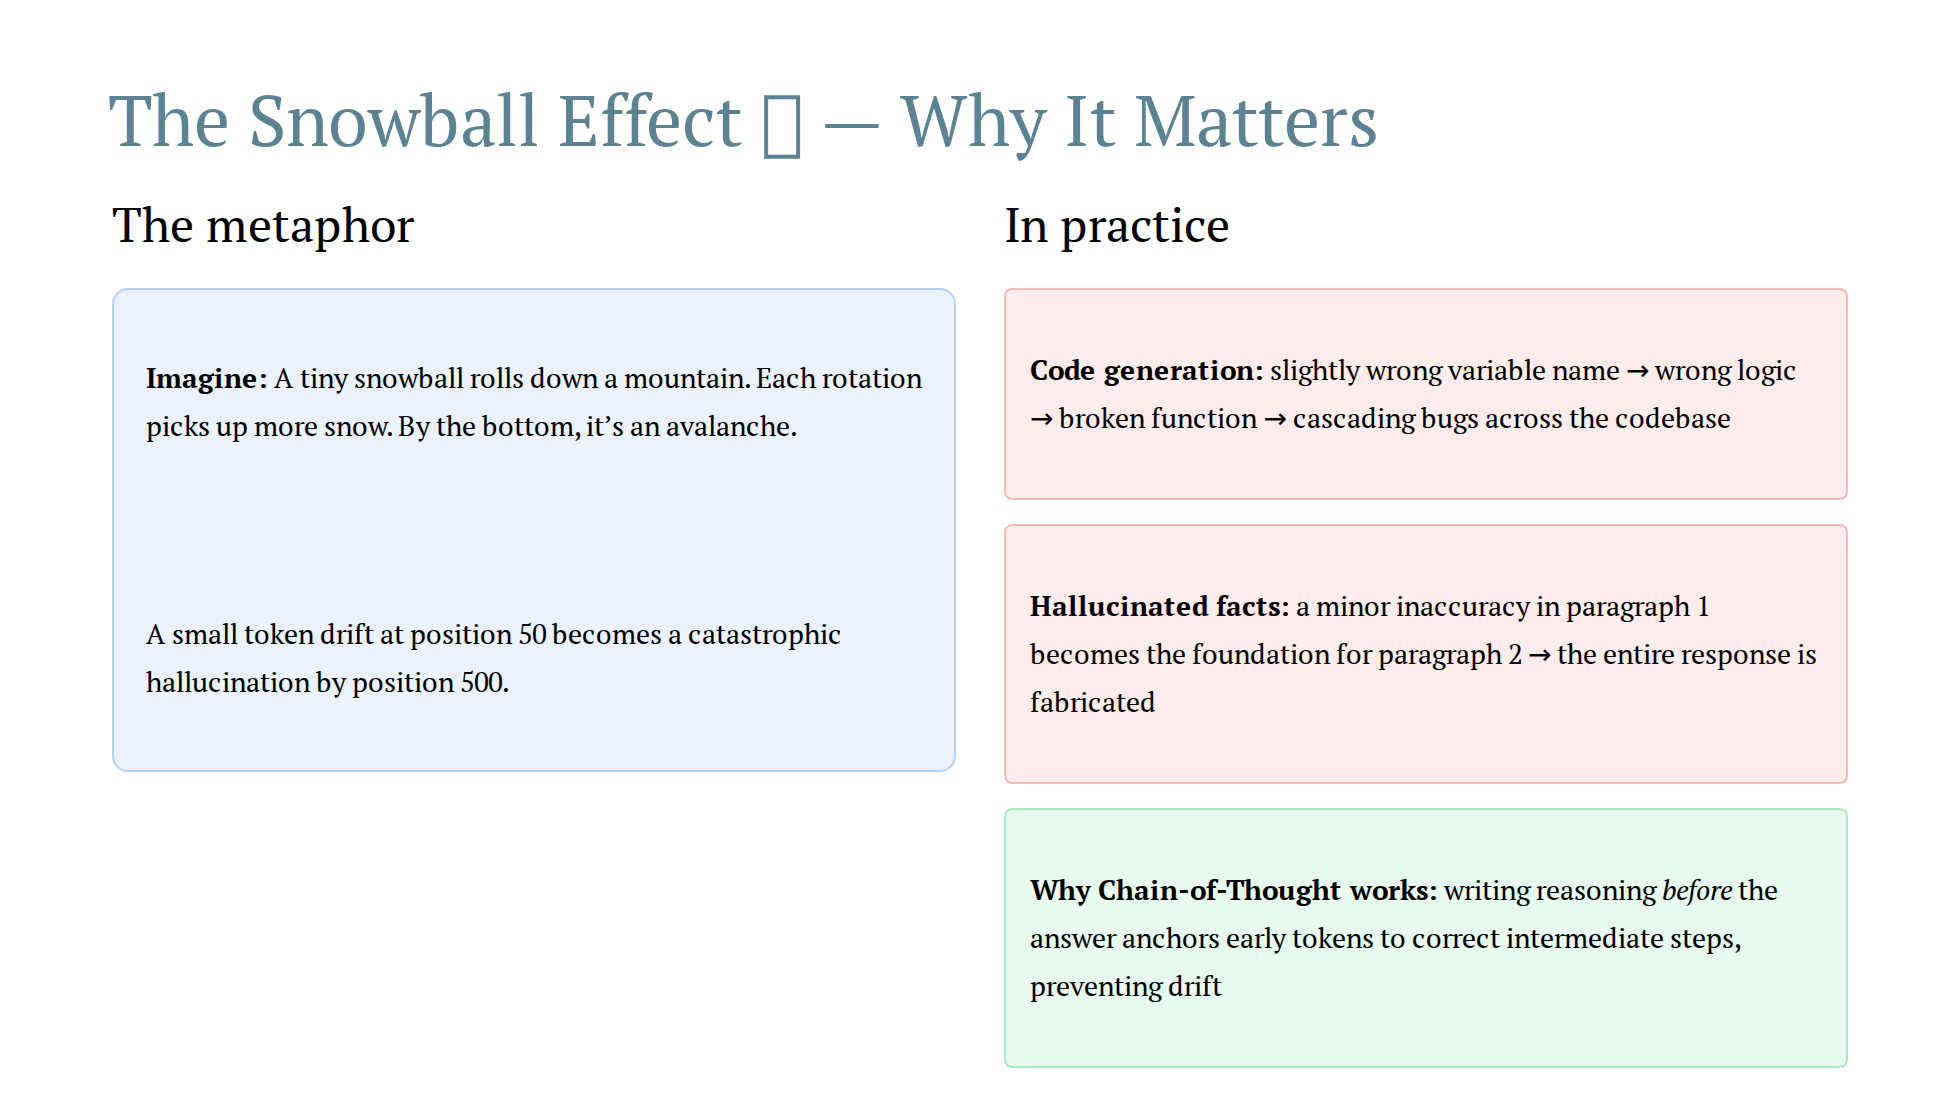 The Snowball Effect — Why It Matters
The metaphor
Imagine: A tiny snowball rolls down a mountain. Each rotation
picks up more snow. By the bottom, it’s an avalanche.
A small token drift at position 50 becomes a catastrophic
hallucination by position 500.
In practice
Code generation: slightly wrong variable name → wrong logic
→ broken function → cascading bugs across the codebase
Hallucinated facts: a minor inaccuracy in paragraph 1
becomes the foundation for paragraph 2 → the entire response is
fabricated
Why Chain-of-Thought works: writing reasoning before the
answer anchors early tokens to correct intermediate steps,
preventing drift